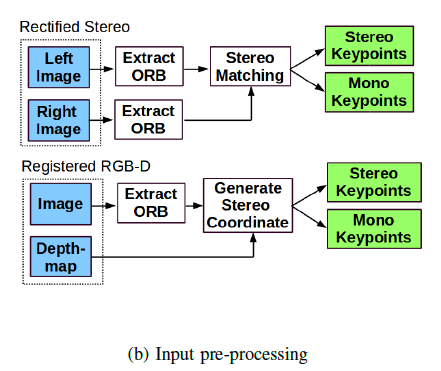 Rectified Stereo
Left
Image
Extract
ORB
Stereo
Matching
Stereo
Keypoints
Mono
Keypoints
Right
Image
Extract
ORB
Registered RGB-D
Image
Extract
ORB
Generate
Stereo
Coordinate
Stereo
Keypoints
Mono
Keypoints
Depth-
map
(b) Input pre-processing